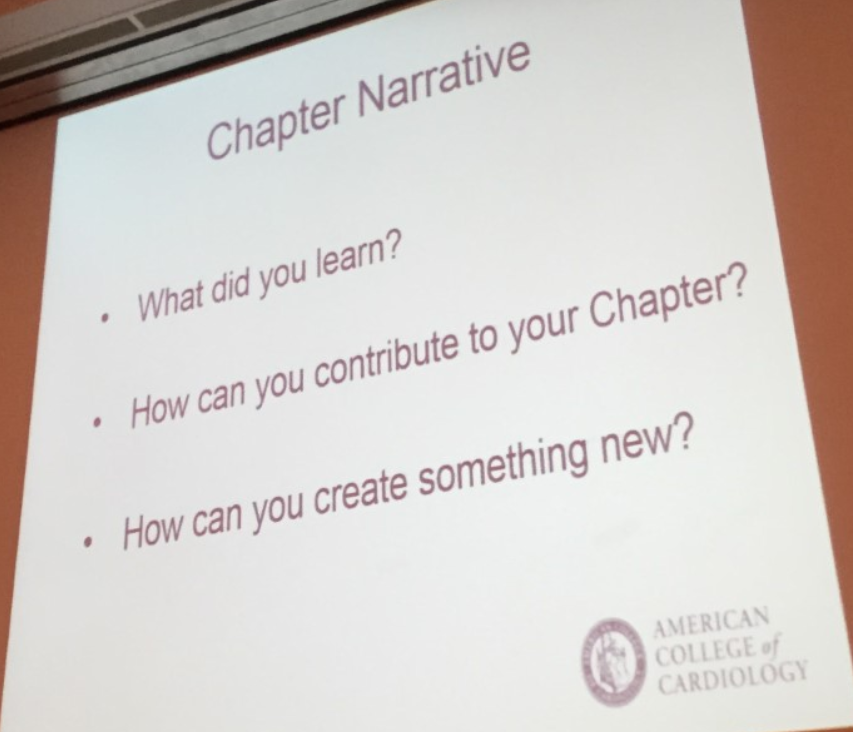 Chapter Narrative
• What did you learn?
• How can you contribute to your Chapter?
• How can you create something new?
AMERICAN
COLLEGE of
CARDIOLOGY